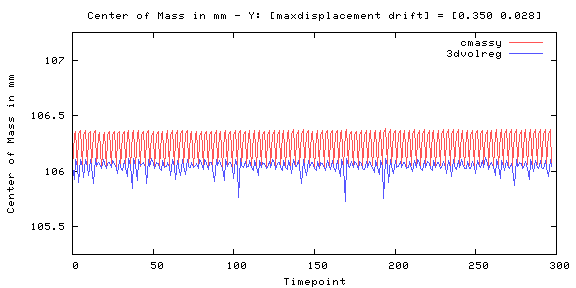 Center of Mass in mm - Y: [maxdisplacement drift] = [0.350 0.028]
cmassy
3dvolreg
107
106.5
106
105.5
Center of Mass in mm
0 50 100 150 200 250 300
Timepoint